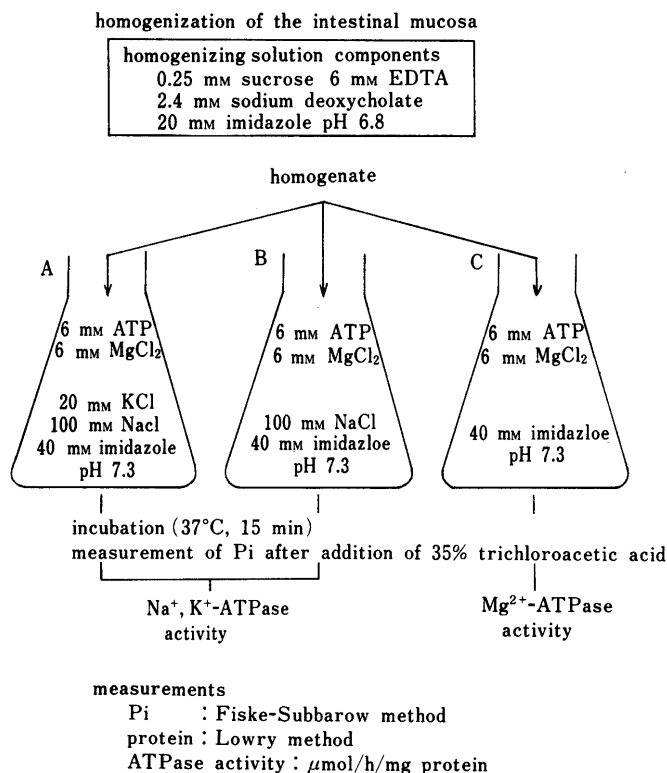 homogenization of the intestinal mucosa
homogenizing solution components
0.25 mM sucrose 6 mM EDTA
2.4 mM sodium deoxycholate
20 mM imidazole pH 6.8
homogenate
A
6 mM ATP
6 mM MgCl₂
20 mM KCl
100 mM Nacl
40 mM imidazole
pH 7.3
B
6 mM ATP
6 mM MgCl₂
100 mM NaCl
40 mM imidazloe
pH 7.3
C
6 mM ATP
6 mM MgCl₂
40 mM imidazloe
pH 7.3
incubation (37°C, 15 min)
measurement of Pi after addition of 35% trichloroacetic acid
Na⁺, K⁺-ATPase
activity
Mg²⁺-ATPase
activity
measurements
Pi : Fiske-Subbarow method
protein : Lowry method
ATPase activity : μmol/h/mg protein